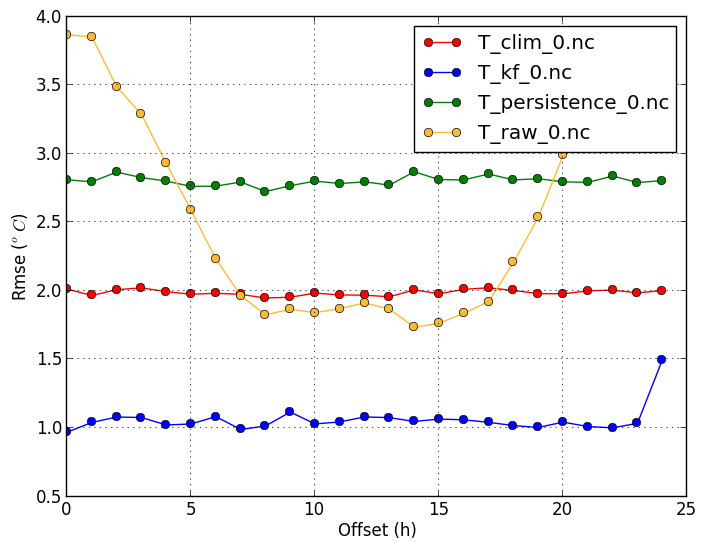 4.0
3.5
3.0
2.5
2.0
1.5
1.0
0.5
Rmse (° C)
T_clim_0.nc
T_kf_0.nc
T_persistence_0.nc
T_raw_0.nc
0 5 10 15 20 25
Offset (h)